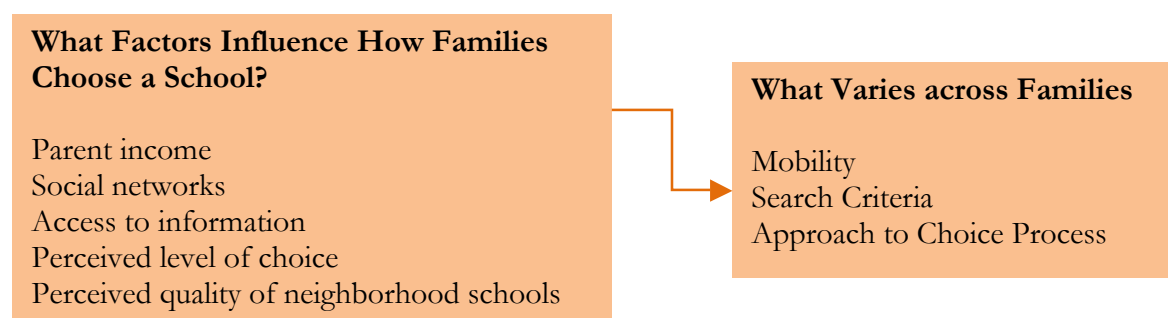 What Factors Influence How Families
Choose a School?
Parent income
Social networks
Access to information
Perceived level of choice
Perceived quality of neighborhood schools
What Varies across Families
Mobility
Search Criteria
Approach to Choice Process